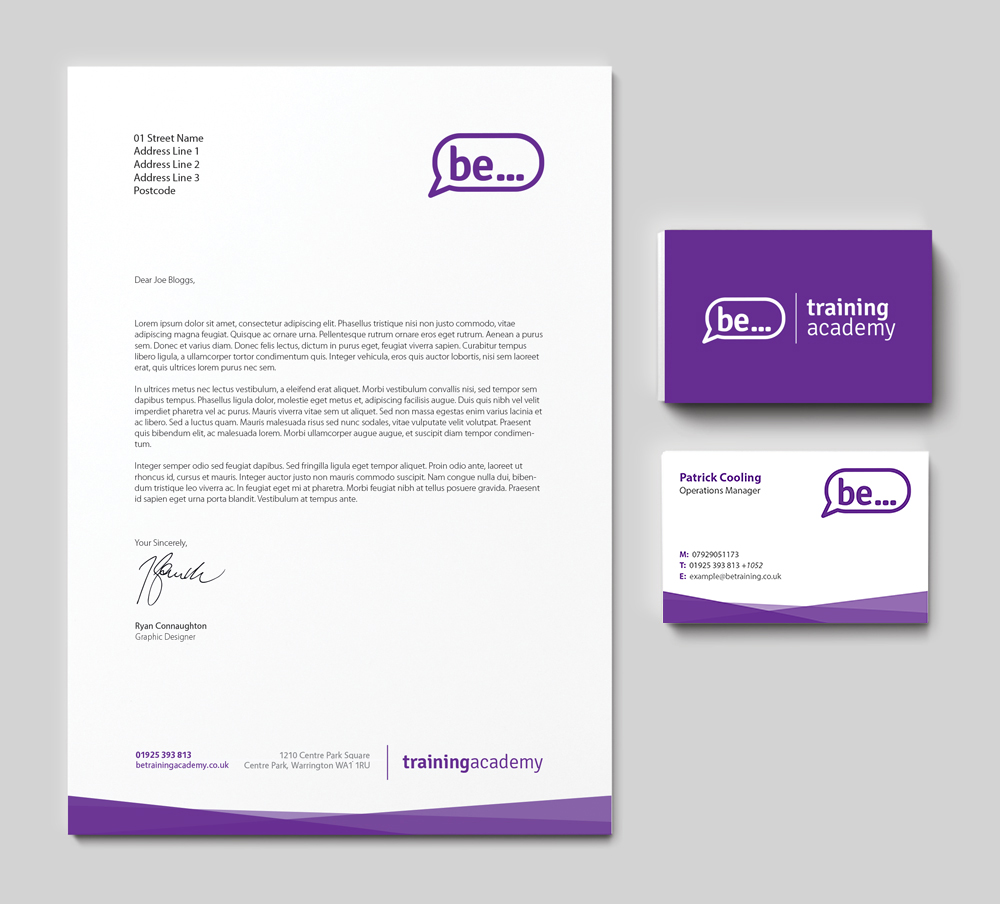 01 Street Name
Address Line 1
Address Line 2
Address Line 3
Postcode
be...
Dear Joe Bloggs,
Lorem ipsum dolor sit amet, consectetur adipiscing elit. Phasellus tristique nisi non justo commodo, vitae
adipiscing magna feugiat. Quisque ac ornare urna. Pellentesque rutrum ornare eros eget rutrum. Aenean a purus
sem. Donec et varius diam. Donec felis lectus, dictum in purus eget, feugiat viverra sapien. Curabitur tempus
libero ligula, a ullamcorper tortor condimentum quis. Integer vehicula, eros quis auctor lobortis, nisi sem laoreet
erat, quis ultrices lorem purus nec sem.
In ultrices metus nec lectus vestibulum, a eleifend erat aliquet. Morbi vestibulum convallis nisi, sed tempor sem
dapibus tempus. Phasellus ligula dolor, molestie eget metus et, adipiscing facilisis augue. Duis quis nibh vel velit
imperdiet pharetra vel ac purus. Mauris viverra vitae sem ut aliquet. Sed non massa egestas enim varius lacinia et
ac libero. Sed a luctus quam. Mauris malesuada risus sed nunc sodales, vitae vulputate velit volutpat. Praesent
quis bibendum elit, ac malesuada lorem. Morbi ullamcorper augue augue, et suscipit diam tempor condimen-
tum.
Integer semper odio sed feugiat dapibus. Sed fringilla ligula eget tempor aliquet. Proin odio ante, laoreet ut
rhoncus id, cursus et mauris. Integer auctor justo non mauris commodo suscipit. Nam congue nulla dui, biben-
dum tristique leo viverra ac. In feugiat eget mi at pharetra. Morbi feugiat nibh at tellus posuere gravida. Praesent
id sapien eget urna porta blandit. Vestibulum at tempus ante.
Your Sincerely,
Ryan Connaughton
Graphic Designer
01925 393 813
betrainingacademy.co.uk
1210 Centre Park Square
Centre Park, Warrington WA1 1RU
trainingacademy
be...
training
academy
Patrick Cooling
Operations Manager
be...
M: 07929051173
T: 01925 393 813 +1052
E: example@betraining.co.uk